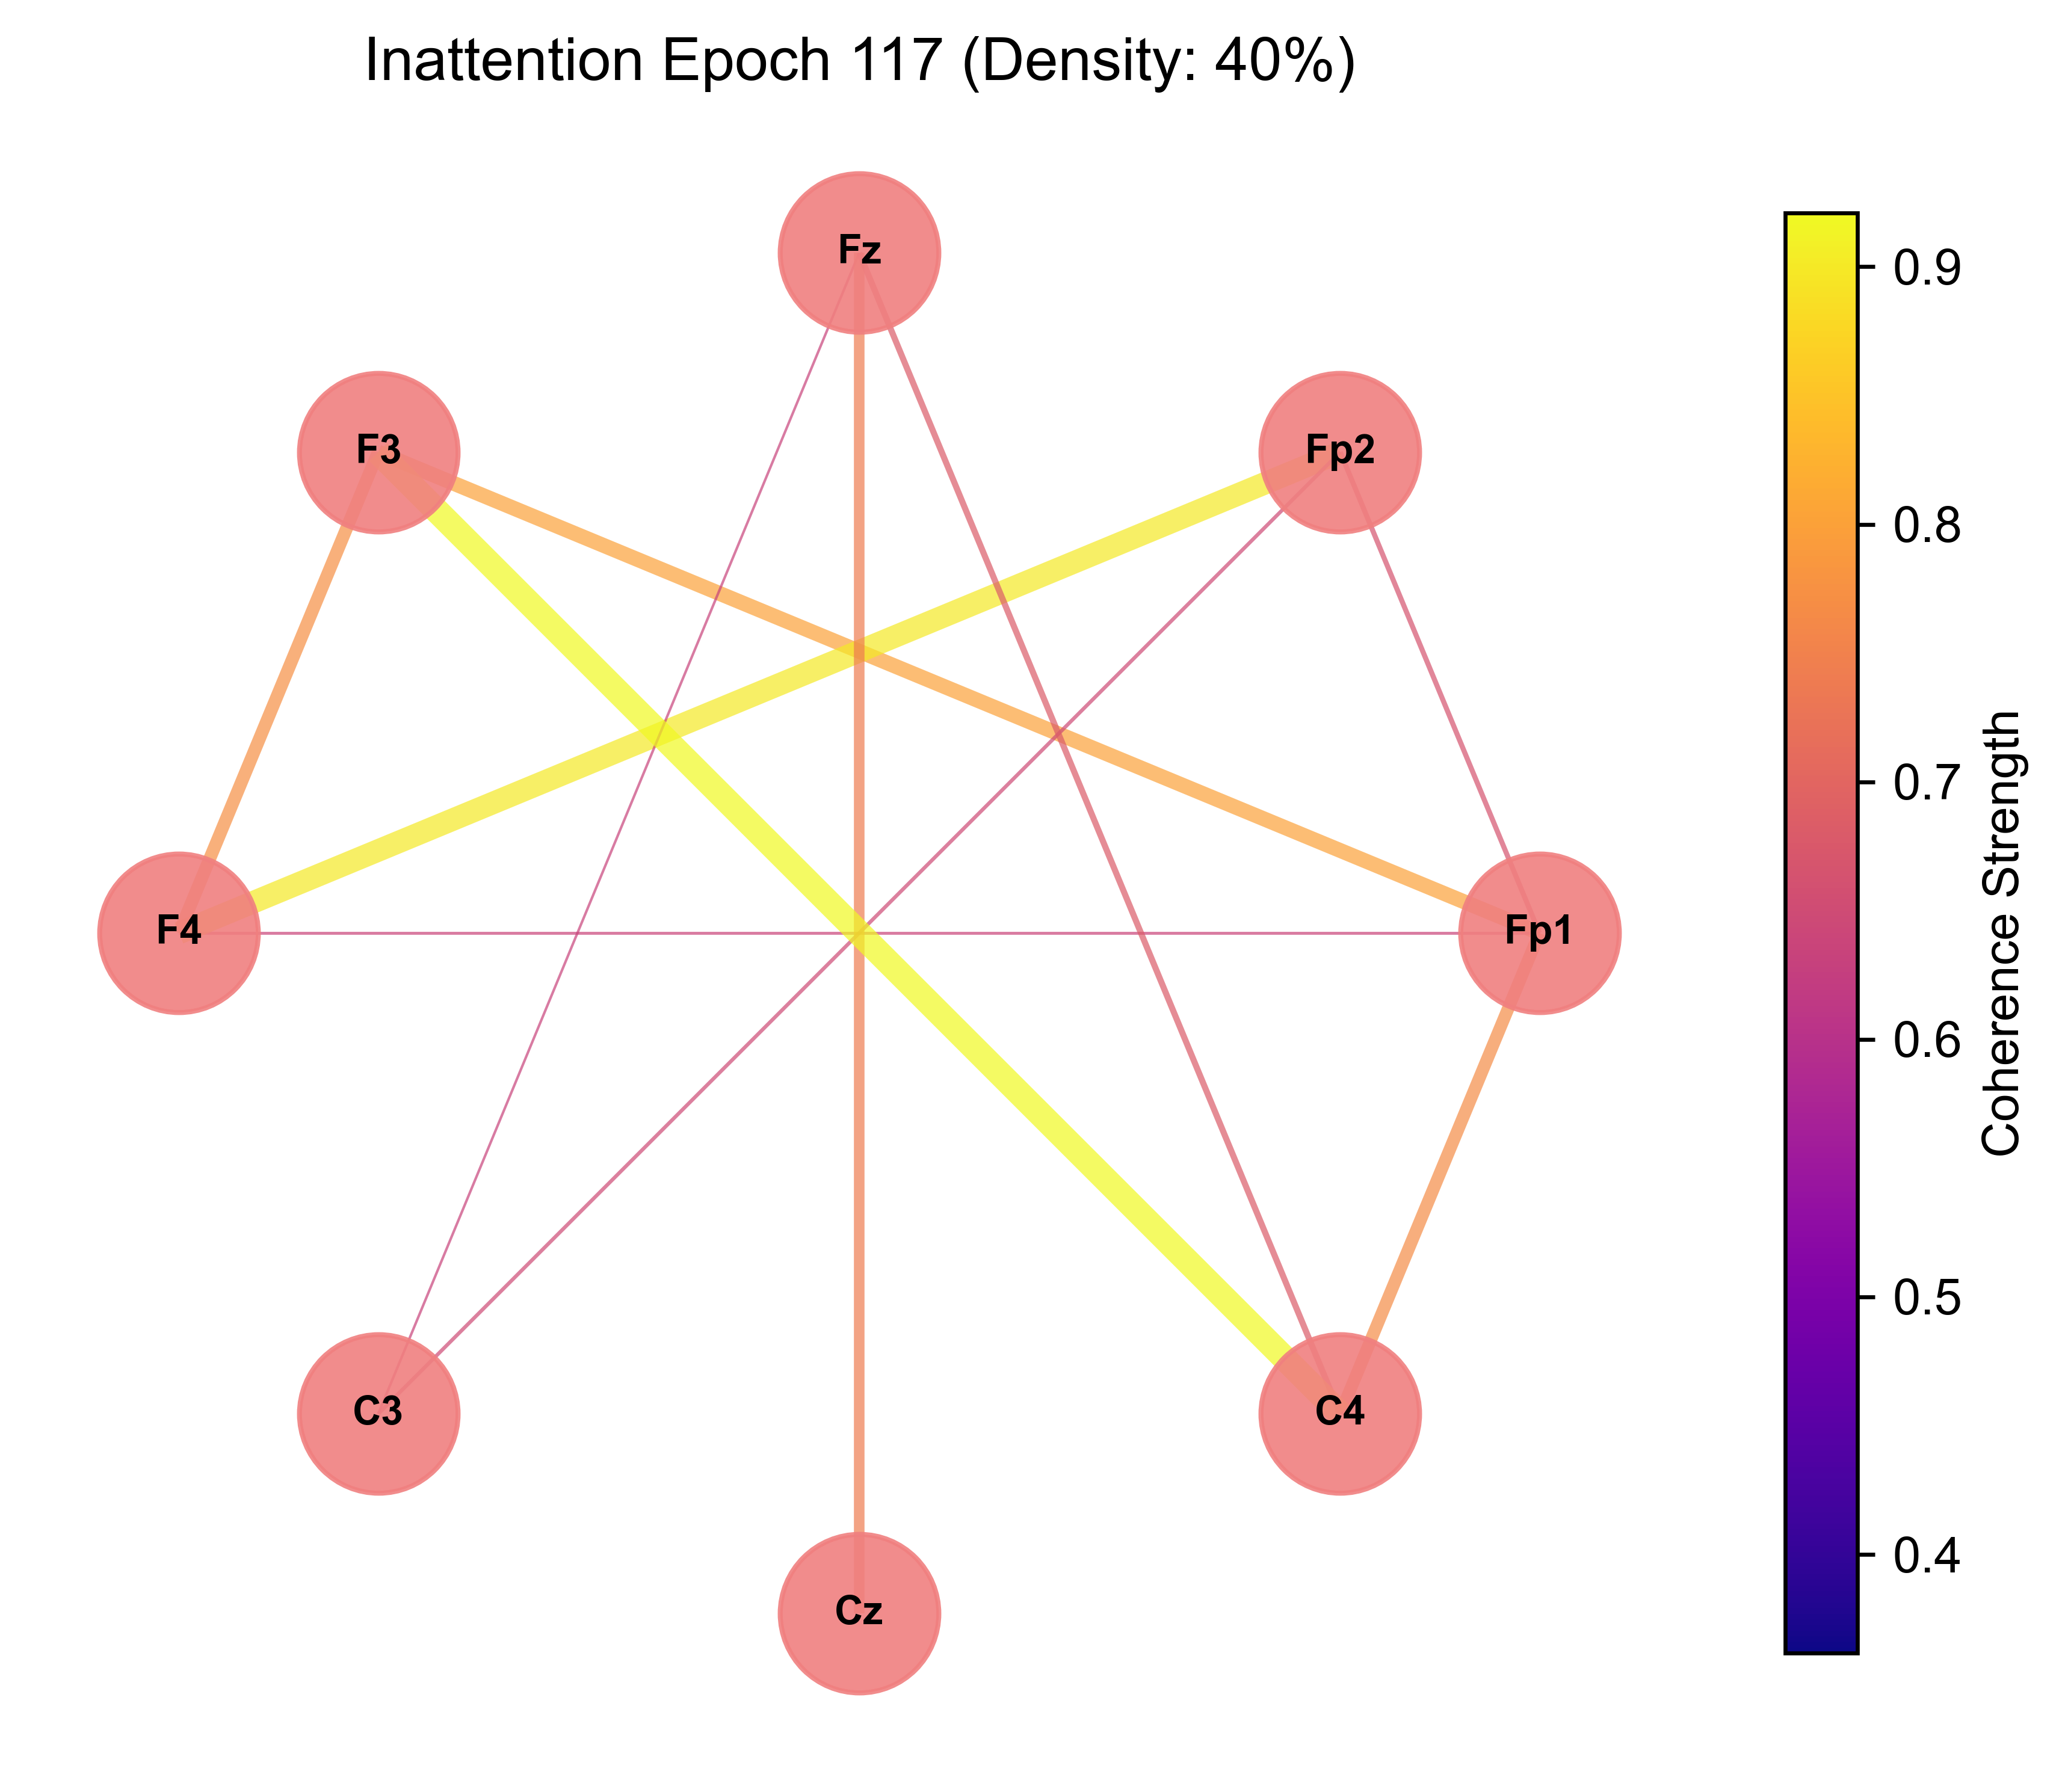 Inattention Epoch 117 (Density: 40%)
Fz
F3
Fp2
F4
Fp1
C3
C4
Cz
0.9
0.8
0.7
0.6
0.5
0.4
Coherence Strength